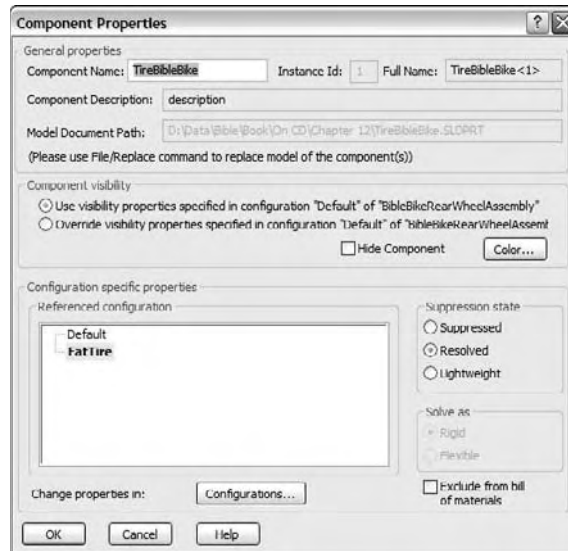 Component Properties
General properties
Component Name: TireBibleBike Instance Id: 1 Full Name: TireBibleBike<1>
Component Description: description
Model Document Path: D:\Data\Bible\Book\On CD\Chapter 12\TireBibleBike.SLDPRT
(Please use File/Replace command to replace model of the component(s))
Component visibility
Use visibility properties specified in configuration "Default" of "BibleBikeRearWheelAssembly"
Override visibility properties specified in configuration "Default" of "BibleBikeRearWheelAssemt
Hide Component Color...
Configuration specific properties
Referenced configuration Suppression state
Default Suppressed
FatTire Resolved
Lightweight
Solve as
Rigid
Flexible
Change properties in: Configurations... Exclude from bill
of materials
OK Cancel Help